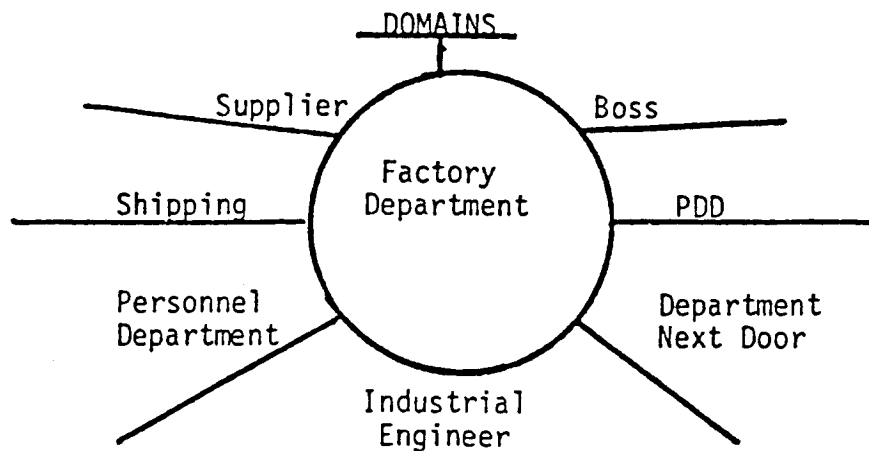 DOMAINS
Supplier
Boss
Factory
Department
Shipping
PDD
Personnel
Department
Department
Next Door
Industrial
Engineer